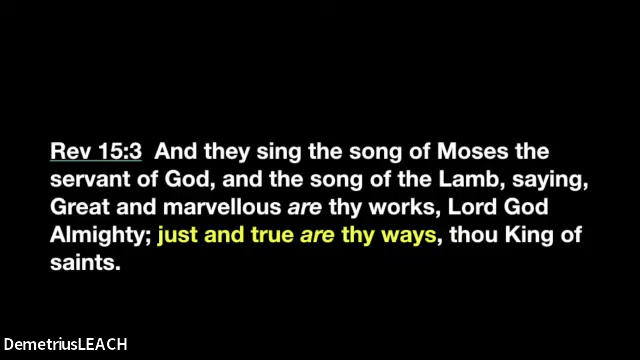 Rev 15:3 And they sing the song of Moses the
servant of God, and the song of the Lamb, saying,
Great and marvellous are thy works, Lord God
Almighty; just and true are thy ways, thou King of
saints.
DemetriusLEACH